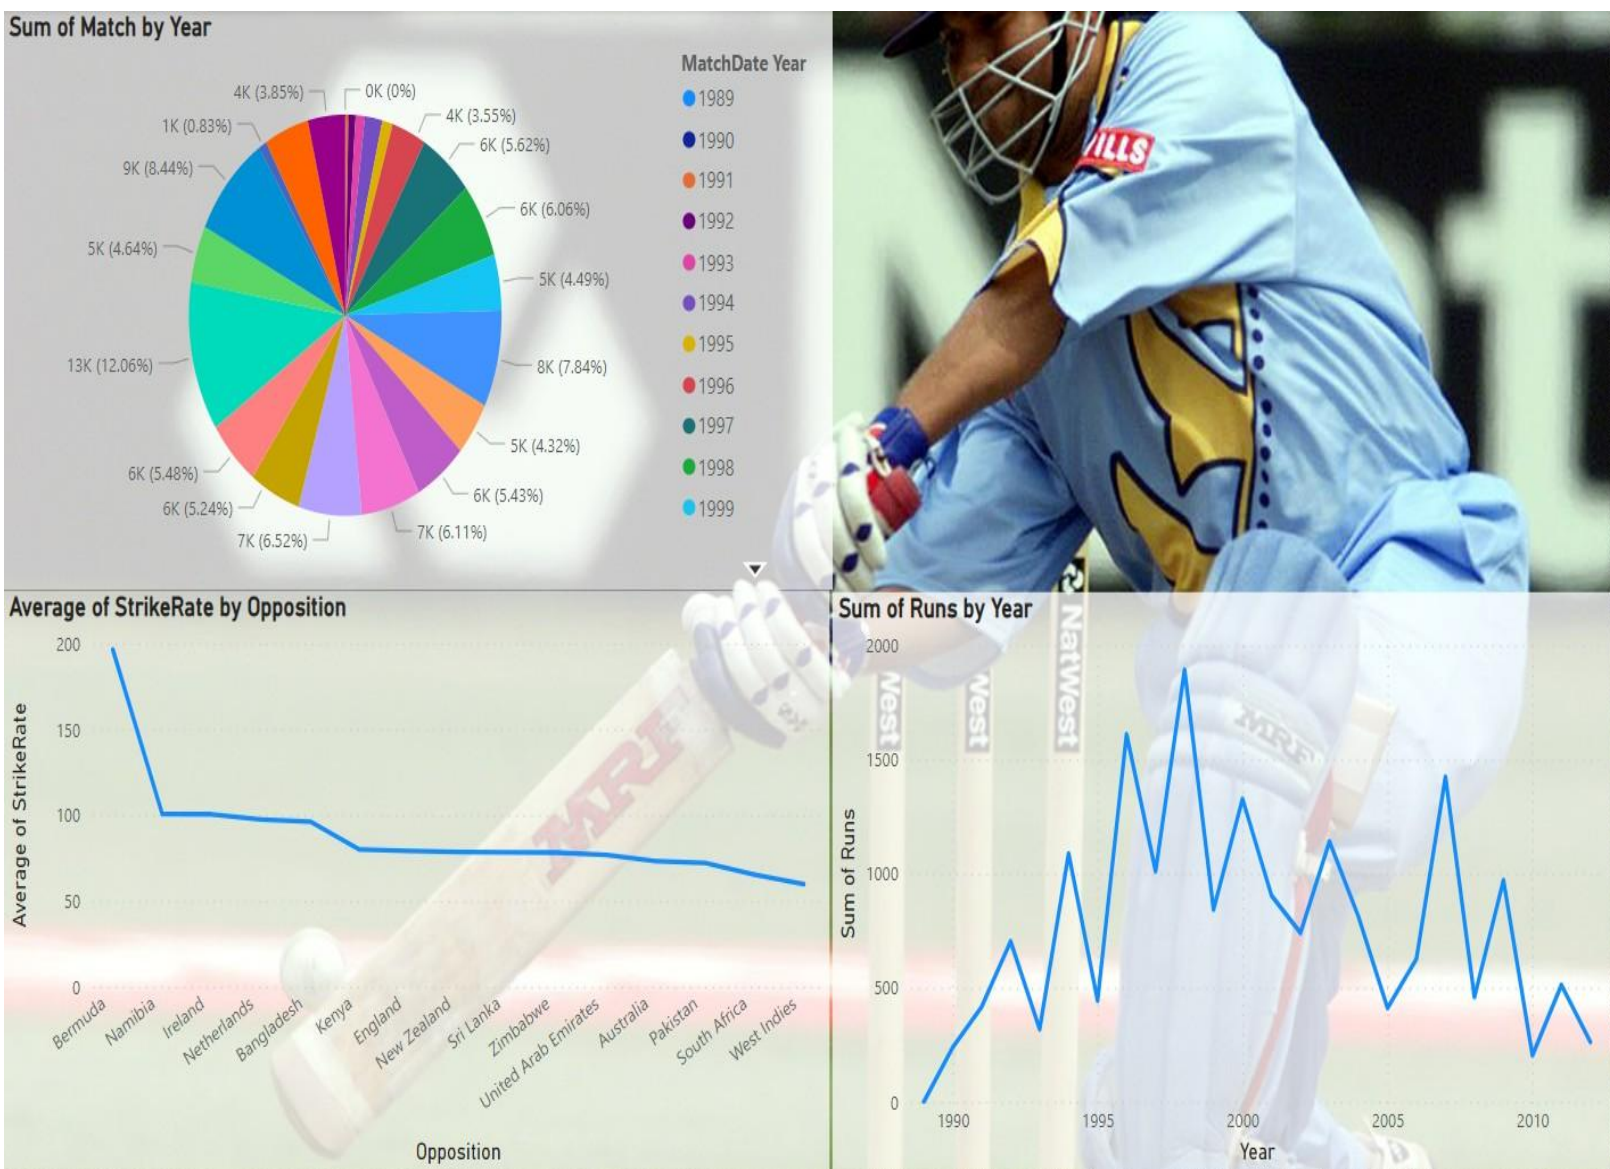 Sum of Match by Year
4K (3.85%)
0K (0%)
1K (0.83%)
4K (3.55%)
9K (8.44%)
6K (5.62%)
6K (6.06%)
5K (4.64%)
5K (4.49%)
13K (12.06%)
8K (7.84%)
5K (4.32%)
6K (5.48%)
6K (5.43%)
6K (5.24%)
7K (6.11%)
7K (6.52%)
MatchDate Year
1989
1990
1991
1992
1993
1994
1995
1996
1997
1998
1999
ILLS
Average of StrikeRate by Opposition
Average of StrikeRate
200
150
100
50
0
Bermuda
Namibia
Ireland
Netherlands
Bangladesh
Kenya
England
New Zealand
Sri Lanka
Zimbabwe
United Arab Emirates
Australia
Pakistan
South Africa
West Indies
Opposition
MRF
Sum of Runs by Year
Sum of Runs
2000
1500
1000
500
0
1990
1995
2000
2005
2010
Year
West
West
NatWest
MRF